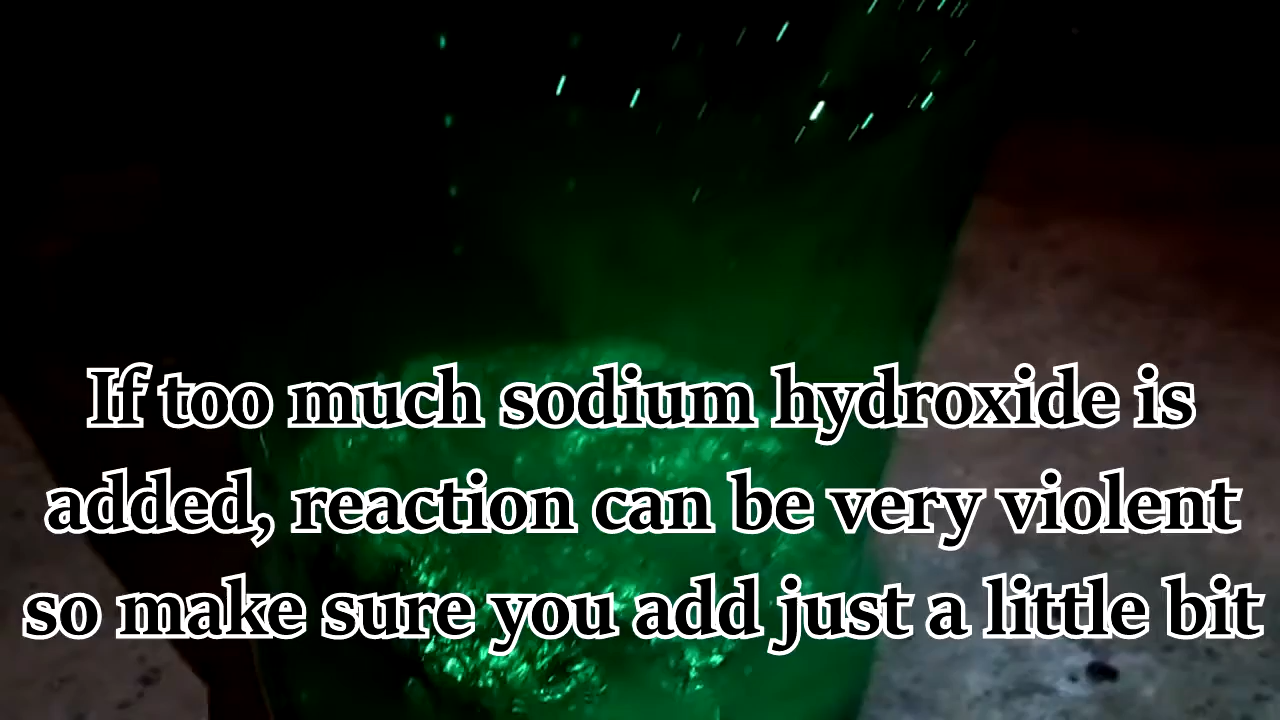 If too much sodium hydroxide is
added, reaction can be very violent
so make sure you add just a little bit